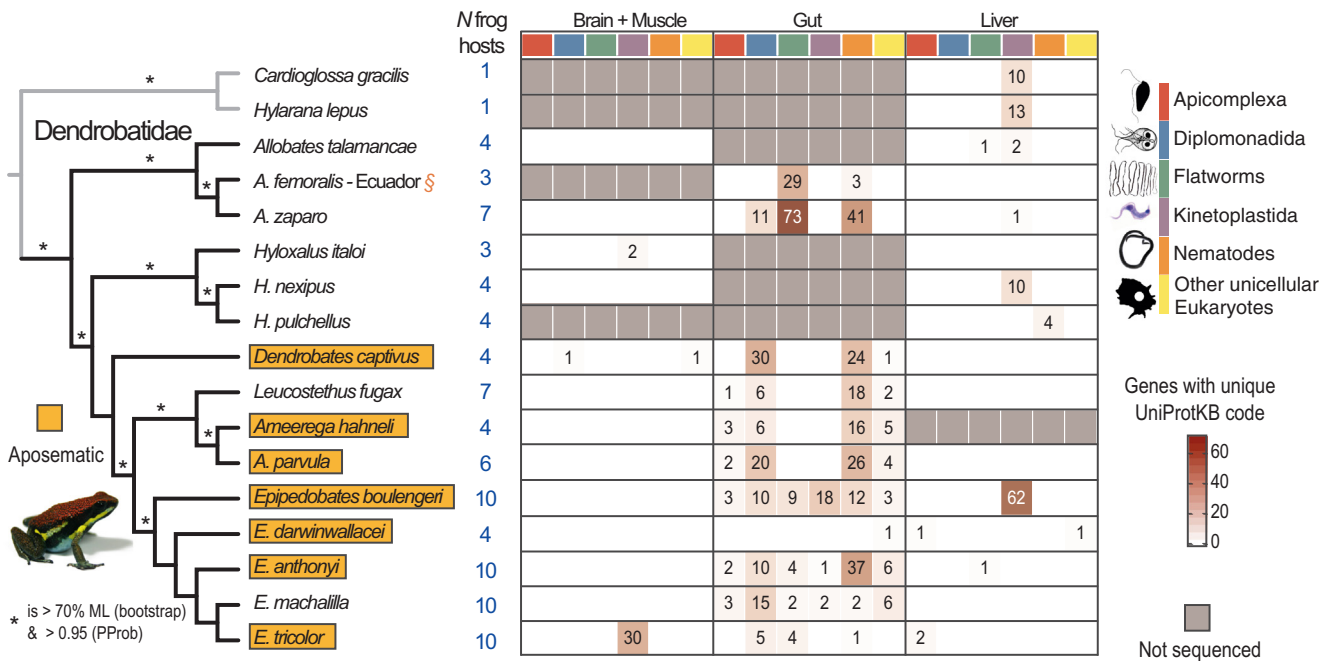 N frog hosts
Brain + Muscle
Gut
Liver
Dendrobatidae
*
Cardioglossa gracilis 1 10
Hylarana lepus 1 13
*
Allobates talamancae 4 1 2
*
A. femoralis - Ecuador § 3 29 3
A. zaparo 7 11 73 41 1
*
*
Hyloxalus italoi 3 2
*
H. nexipus 4 10
H. pulchellus 4 4
*
Dendrobates captivus 4 1 1 30 24 1
Leucostethus fugax 7 1 6 18 2
*
Ameerega hahneli 4 3 6 16 5
*
A. parvula 6 2 20 26 4
*
Epipedobates boulengeri 10 3 10 9 18 12 3 62
*
E. darwinwallacei 4 1 1 1
E. anthonyi 10 2 10 4 1 37 6 1
E. machalilla 10 3 15 2 2 2 6
E. tricolor 10 30 5 4 1 2
Aposematic
* is > 70% ML (bootstrap)
& > 0.95 (PProb)
Apicomplexa
Diplomonadida
Flatworms
Kinetoplastida
Nematodes
Other unicellular
Eukaryotes
Genes with unique
UniProtKB code
60
40
20
0
Not sequenced